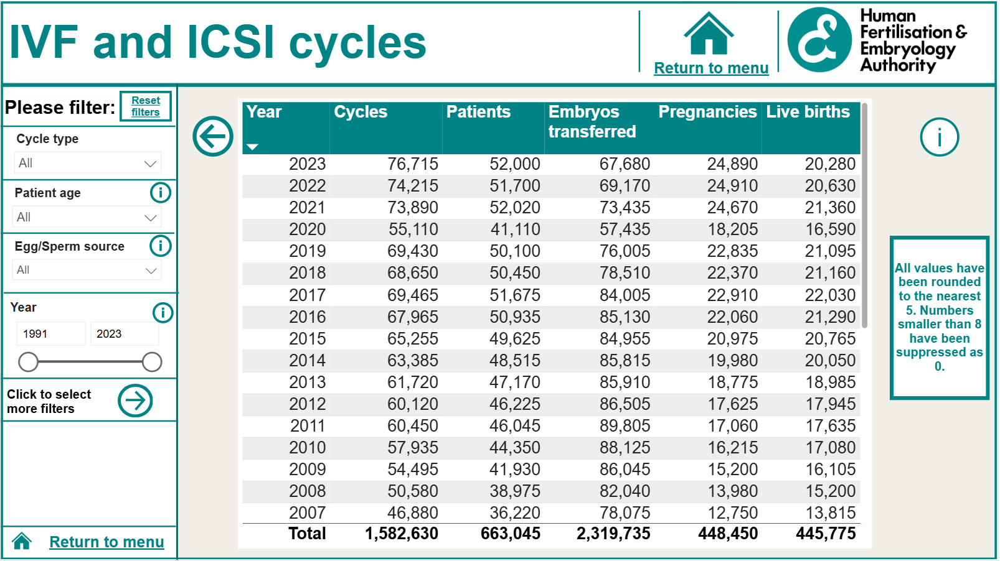 IVF and ICSI cycles
Return to menu
Human
Fertilisation &
Embryology
Authority
Please filter:
Reset
filters
Cycle type
All
Patient age
All
Egg/Sperm source
All
Year
1991 2023
Click to select
more filters
Return to menu
Year Cycles Patients Embryos transferred Pregnancies Live births
2023 76,715 52,000 67,680 24,890 20,280
2022 74,215 51,700 69,170 24,910 20,630
2021 73,890 52,020 73,435 24,670 21,360
2020 55,110 41,110 57,435 18,205 16,590
2019 69,430 50,100 76,005 22,835 21,095
2018 68,650 50,450 78,510 22,370 21,160
2017 69,465 51,675 84,005 22,910 22,030
2016 67,965 50,935 85,130 22,060 21,290
2015 65,255 49,625 84,955 20,975 20,765
2014 63,385 48,515 85,815 19,980 20,050
2013 61,720 47,170 85,910 18,775 18,985
2012 60,120 46,225 86,505 17,625 17,945
2011 60,450 46,045 89,805 17,060 17,635
2010 57,935 44,350 88,125 16,215 17,080
2009 54,495 41,930 86,045 15,200 16,105
2008 50,580 38,975 82,040 13,980 15,200
2007 46,880 36,220 78,075 12,750 13,815
Total 1,582,630 663,045 2,319,735 448,450 445,775
All values have
been rounded
to the nearest
5. Numbers
smaller than 8
have been
suppressed as
0.